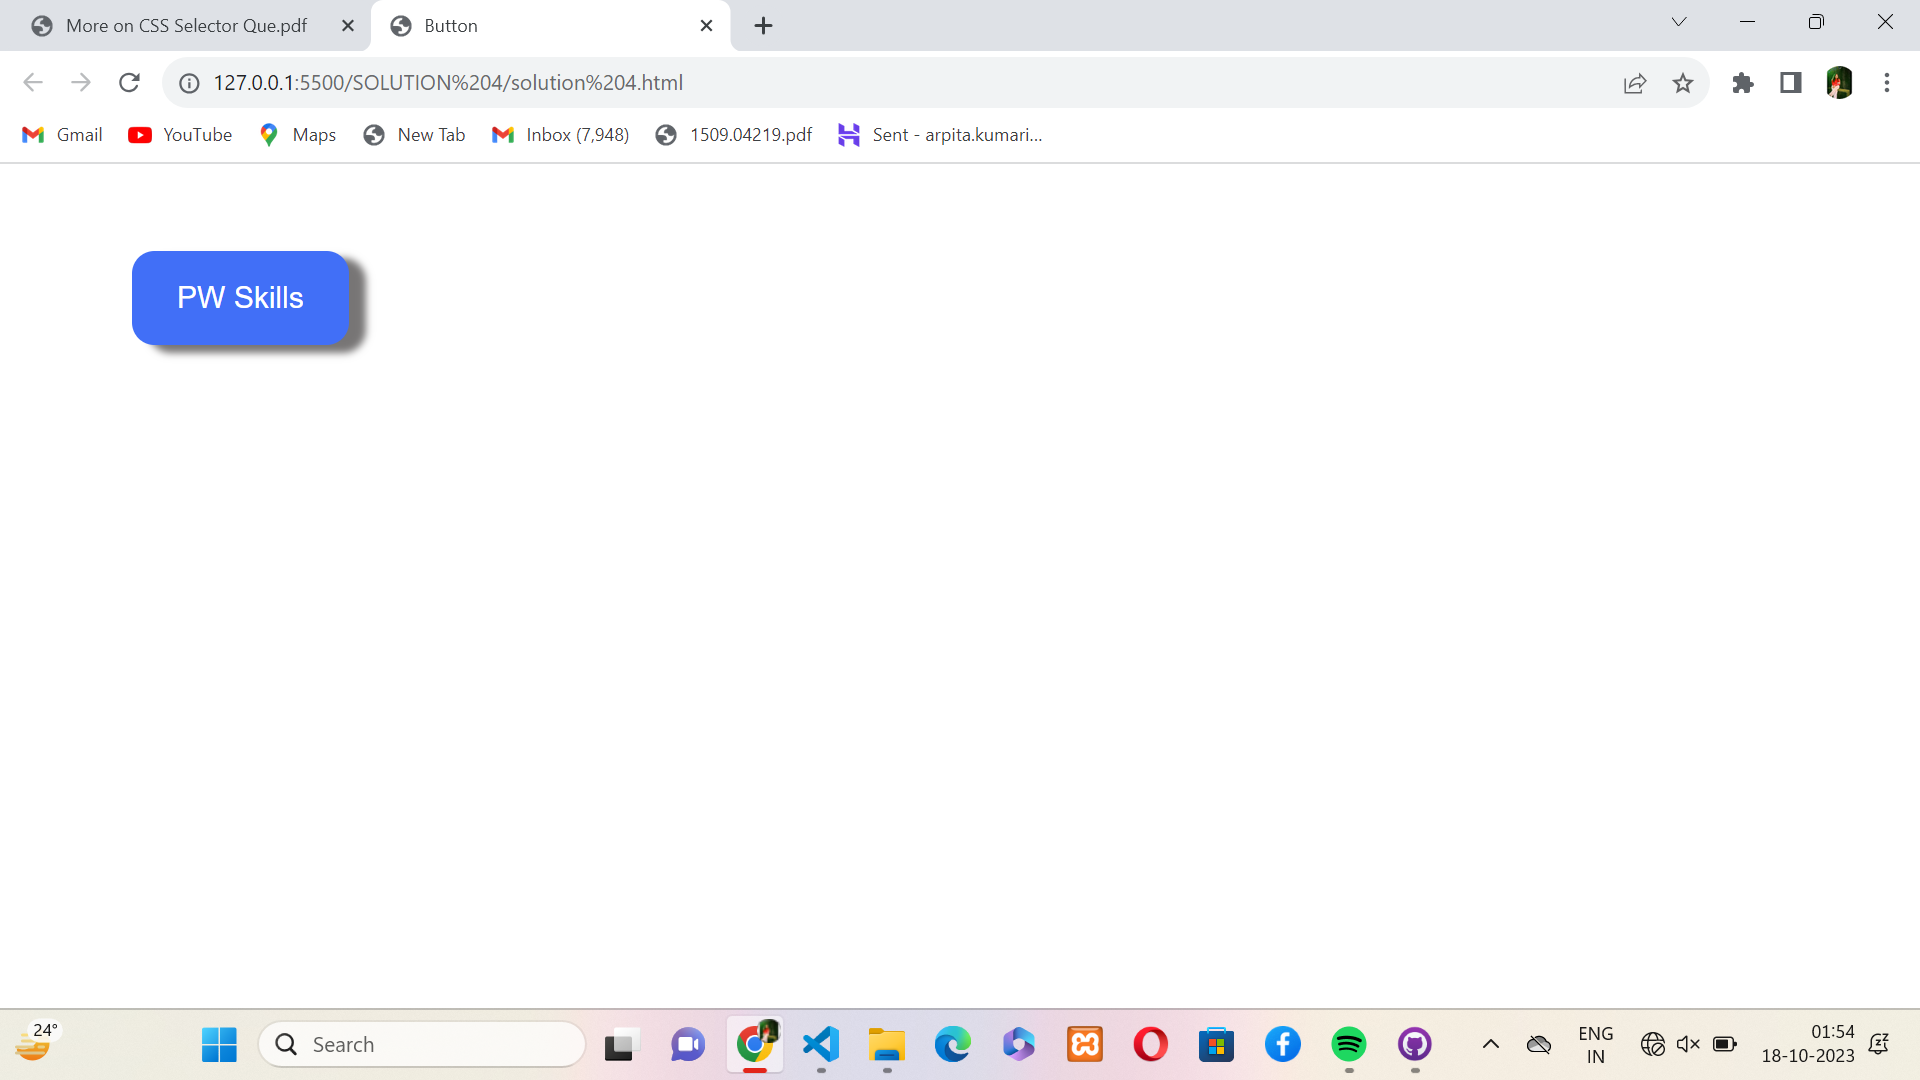 More on CSS Selector Que.pdf
Button
127.0.0.1:5500/SOLUTION%204/solution%204.html
Gmail
YouTube
Maps
New Tab
Inbox (7,948)
1509.04219.pdf
Sent - arpita.kumari...
PW Skills
24°
Search
ENG
IN
01:54
18-10-2023